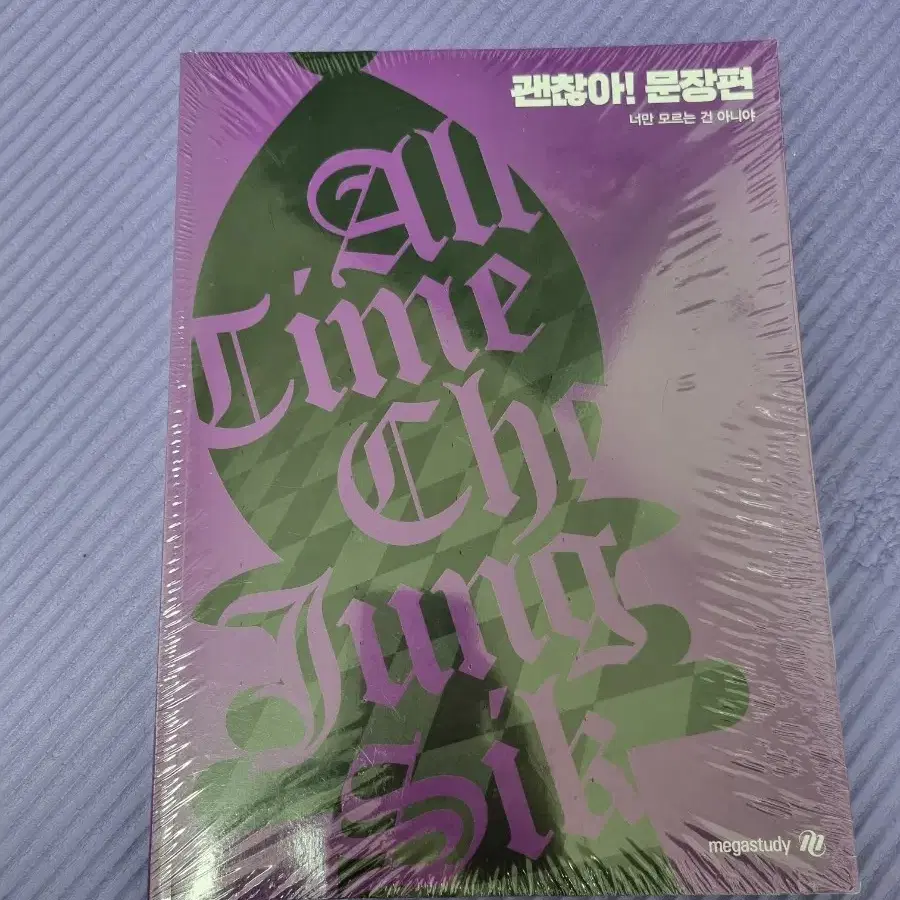 괜찮아! 문장편
너만 모르는 건 아니야
All
Time
Cho
Jung
Sik
megastudy